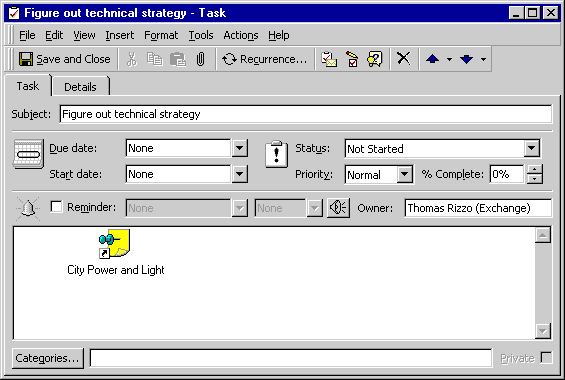 Figure out technical strategy - Task
File Edit View Insert Format Tools Actions Help
Save and Close Recurrence...
Task Details
Subject: Figure out technical strategy
Due date: None Status: Not Started
Start date: None Priority: Normal % Complete: 0%
Reminder: None None Owner: Thomas Rizzo (Exchange)
City Power and Light
Categories... Private